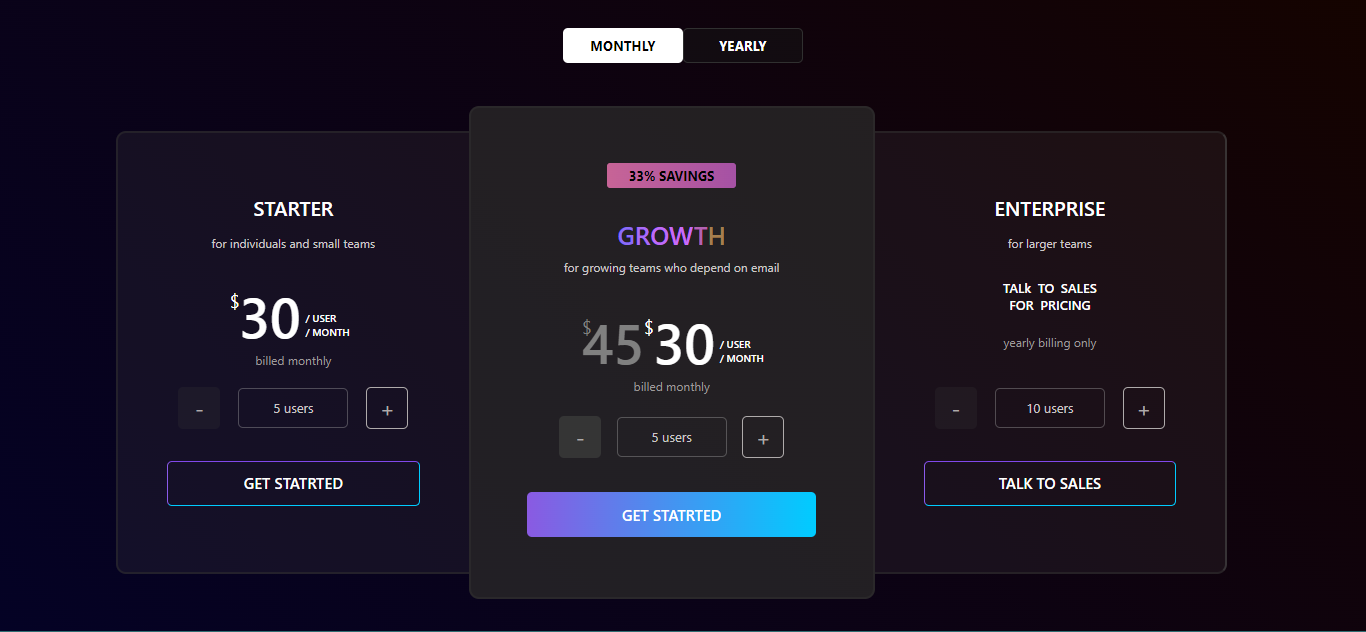 MONTHLY
YEARLY
STARTER
for individuals and small teams
$30 / USER
/ MONTH
billed monthly
-
5 users
+
GET STATRTED
33% SAVINGS
GROWTH
for growing teams who depend on email
$45 $30 / USER
/ MONTH
billed monthly
-
5 users
+
GET STATRTED
ENTERPRISE
for larger teams
TALk TO SALES
FOR PRICING
yearly billing only
-
10 users
+
TALK TO SALES